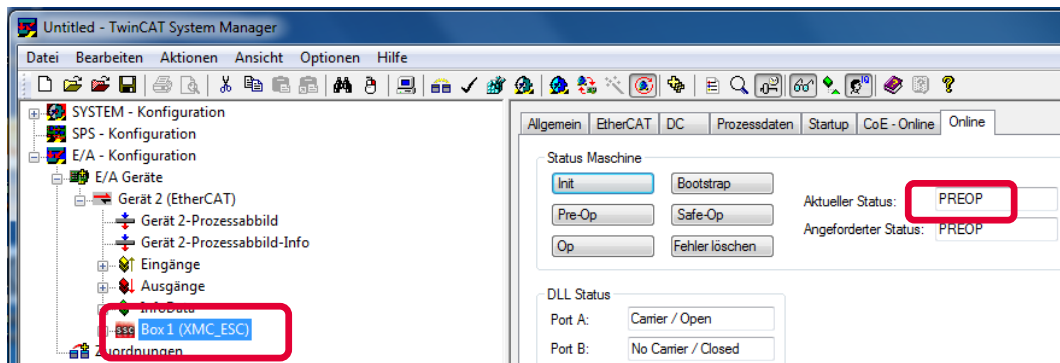 Untitled - TwinCAT System Manager
Datei Bearbeiten Aktionen Ansicht Optionen Hilfe
SYSTEM - Konfiguration
SPS - Konfiguration
E/A - Konfiguration
E/A Geräte
Gerät 2 (EtherCAT)
Gerät 2-Prozessabbild
Gerät 2-Prozessabbild-Info
Eingänge
Ausgänge
InfoData
ssc Box 1 (XMC_ESC)
Zuordnungen
Allgemein EtherCAT DC Prozessdaten Startup CoE - Online Online
Status Maschine
Init Bootstrap
Pre-Op Safe-Op
Op Fehler löschen
Aktueller Status: PREOP
Angeforderter Status: PREOP
DLL Status
Port A: Carrier / Open
Port B: No Carrier / Closed